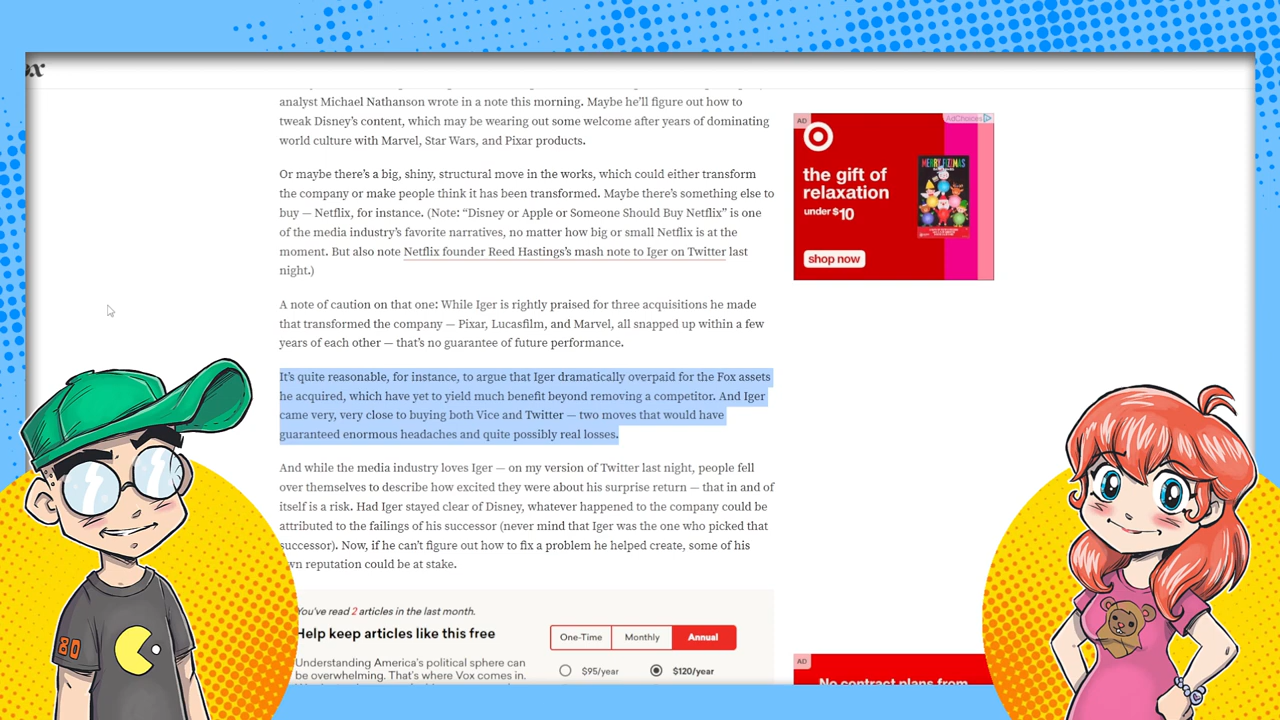 ox
analyst Michael Nathanson wrote in a note this morning. Maybe he'll figure out how to
tweak Disney's content, which may be wearing out some welcome after years of dominating
world culture with Marvel, Star Wars, and Pixar products.
Or maybe there's a big, shiny, structural move in the works, which could either transform
the company or make people think it has been transformed. Maybe there's something else to
buy — Netflix, for instance. (Note: “Disney or Apple or Someone Should Buy Netflix” is one
of the media industry's favorite narratives, no matter how big or small Netflix is at the
moment. But also note Netflix founder Reed Hastings's mash note to Iger on Twitter last
night.)
A note of caution on that one: While Iger is rightly praised for three acquisitions he made
that transformed the company — Pixar, Lucasfilm, and Marvel, all snapped up within a few
years of each other — that's no guarantee of future performance.
It's quite reasonable, for instance, to argue that Iger dramatically overpaid for the Fox assets
he acquired, which have yet to yield much benefit beyond removing a competitor. And Iger
came very, very close to buying both Vice and Twitter — two moves that would have
guaranteed enormous headaches and quite possibly real losses.
And while the media industry loves Iger — on my version of Twitter last night, people fell
over themselves to describe how excited they were about his surprise return — that in and of
itself is a risk. Had Iger stayed clear of Disney, whatever happened to the company could be
attributed to the failings of his successor (never mind that Iger was the one who picked that
successor). Now, if he can't figure out how to fix a problem he helped create, some of his
wn reputation could be at stake.
You've read 2 articles in the last month.
Help keep articles like this free
Understanding America's political sphere can
be overwhelming. That's where Vox comes in.
One-Time
Monthly
Annual
$95/year
$120/year
AD
AdChoices
the gift of
relaxation
under $10
shop now
MERRY FIZZMAS
AD
No contract plans from
80